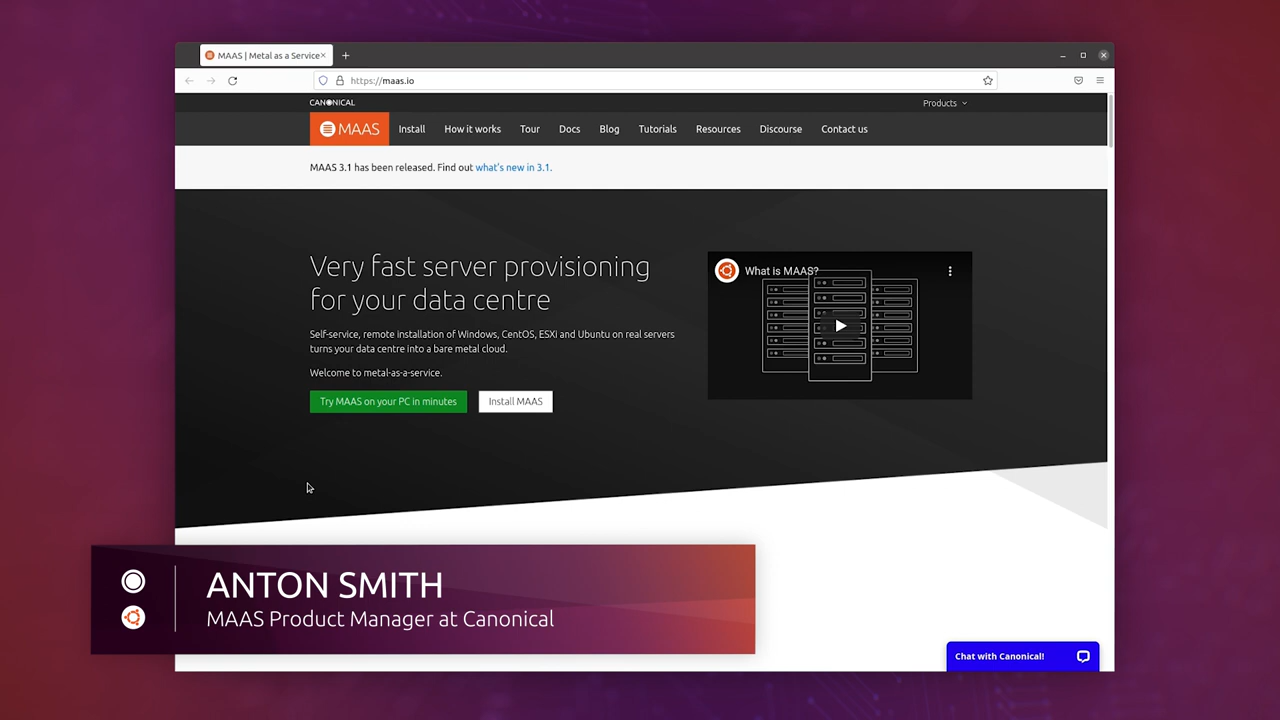 MAAS | Metal as a Service
https://maas.io
CANONICAL
Products
MAAS
Install
How it works
Tour
Docs
Blog
Tutorials
Resources
Discourse
Contact us
MAAS 3.1 has been released. Find out what's new in 3.1.
Very fast server provisioning
for your data centre
Self-service, remote installation of Windows, CentOS, ESXi and Ubuntu on real servers
turns your data centre into a bare metal cloud.
Welcome to metal-as-a-service.
Try MAAS on your PC in minutes
Install MAAS
What is MAAS?
ANTON SMITH
MAAS Product Manager at Canonical
Chat with Canonical!